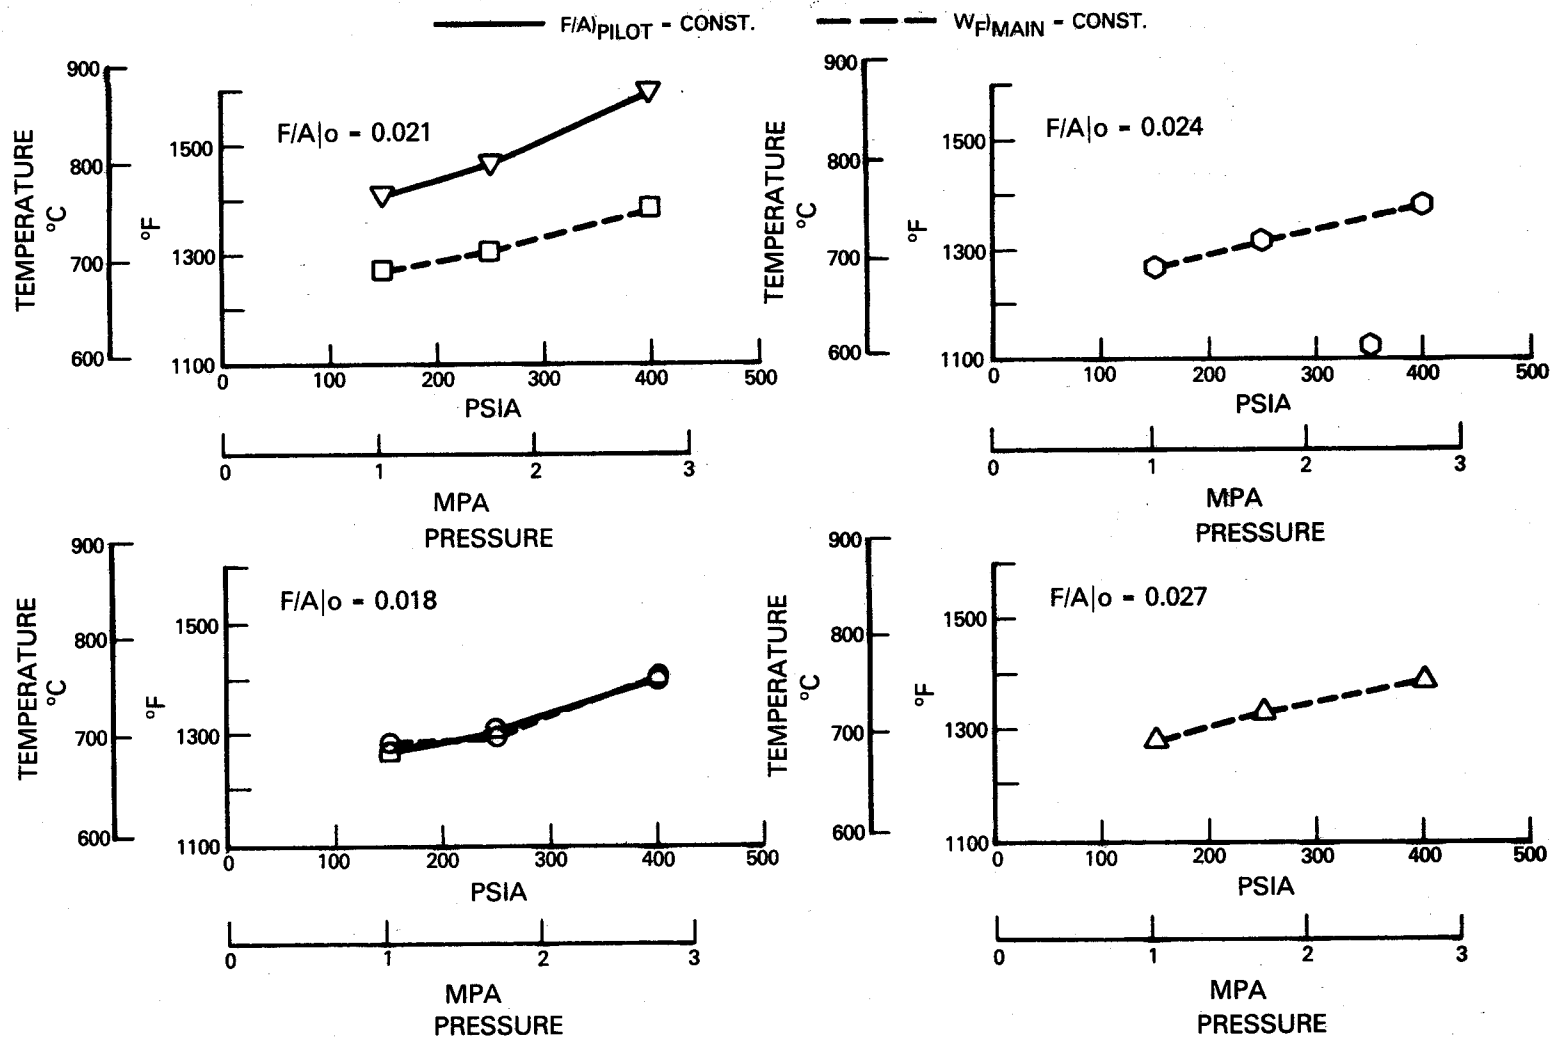 F/A)PILOT - CONST. WF)MAIN - CONST.
F/A|o = 0.021
TEMPERATURE
°C
900
800
700
600
°F
1500
1300
1100
0 100 200 300 400 500
PSIA
0 1 2 3
MPA
PRESSURE
F/A|o = 0.024
TEMPERATURE
°C
900
800
700
600
°F
1500
1300
1100
0 100 200 300 400 500
PSIA
0 1 2 3
MPA
PRESSURE
F/A|o = 0.018
TEMPERATURE
°C
900
800
700
600
°F
1500
1300
1100
0 100 200 300 400 500
PSIA
0 1 2 3
MPA
PRESSURE
F/A|o = 0.027
TEMPERATURE
°C
900
800
700
600
°F
1500
1300
1100
0 100 200 300 400 500
PSIA
0 1 2 3
MPA
PRESSURE